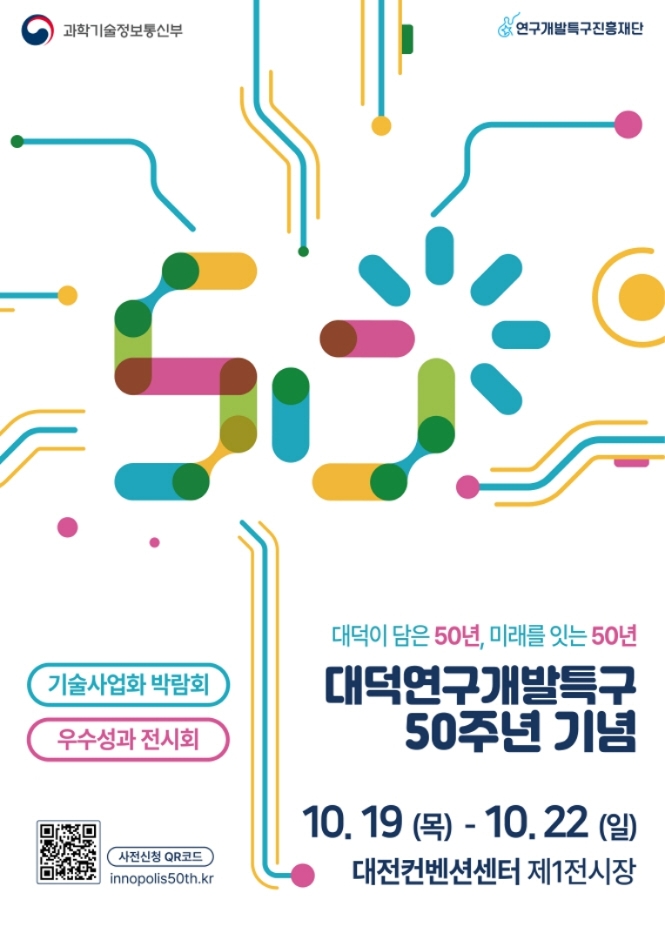 과학기술정보통신부
연구개발특구진흥재단
50
대덕이 담은 50년, 미래를 잇는 50년
대덕연구개발특구
50주년 기념
기술사업화 박람회
우수성과 전시회
10. 19 (목) - 10. 22 (일)
대전컨벤션센터 제1전시장
사전신청 QR코드
innopolis50th.kr